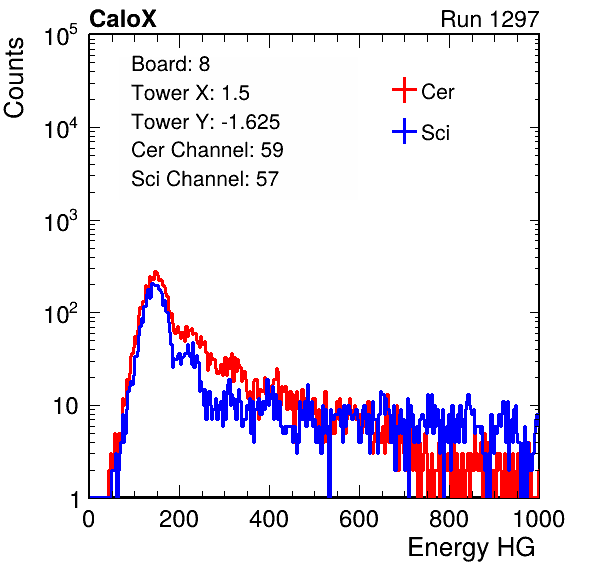 CaloX Run 1297
Counts
Board: 8
Tower X: 1.5
Tower Y: -1.625
Cer Channel: 59
Sci Channel: 57
Cer
Sci
10^5
10^4
10^3
10^2
10
1
0 200 400 600 800 1000
Energy HG